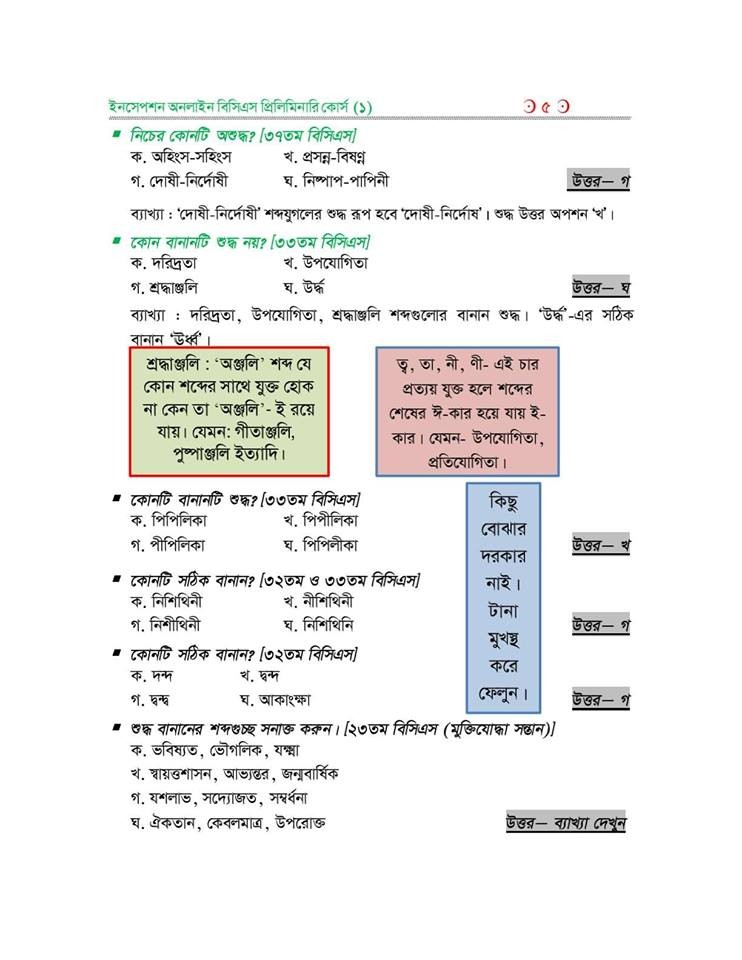 ইনসেপশন অনলাইন বিসিএস প্রিলিমিনারি কোর্স (১)
৫
নিচের কোনটি অশুদ্ধ? [৩৭তম বিসিএস]
ক. অহিংস-সহিংস খ. প্রসন্ন-বিষণ্ণ
গ. দোষী-নির্দোষী ঘ. নিষ্পাপ-পাপিনী উত্তর– গ
ব্যাখ্যা : ‘দোষী-নির্দোষী’ শব্দযুগলের শুদ্ধ রূপ হবে ‘দোষী-নির্দোষ’। শুদ্ধ উত্তর অপশন ‘খ’।
কোন বানানটি শুদ্ধ নয়? [৩৩তম বিসিএস]
ক. দরিদ্রতা খ. উপযোগিতা
গ. শ্রদ্ধাঞ্জলি ঘ. উর্দ্ধ উত্তর– ঘ
ব্যাখ্যা : দরিদ্রতা, উপযোগিতা, শ্রদ্ধাঞ্জলি শব্দগুলোর বানান শুদ্ধ। ‘উর্দ্ধ’-এর সঠিক
বানান ‘ঊর্ধ্ব’।
শ্রদ্ধাঞ্জলি : ‘অঞ্জলি’ শব্দ যে
কোন শব্দের সাথে যুক্ত হোক
না কেন তা ‘অঞ্জলি’- ই রয়ে
যায়। যেমন: গীতাঞ্জলি,
পুষ্পাঞ্জলি ইত্যাদি।
ত্ব, তা, নী, ণী- এই চার
প্রত্যয় যুক্ত হলে শব্দের
শেষের ঈ-কার হয়ে যায় ই-
কার। যেমন- উপযোগিতা,
প্রতিযোগিতা।
কোনটি বানানটি শুদ্ধ? [৩৩তম বিসিএস]
ক. পিপিলিকা খ. পিপীলিকা
গ. পীপিলিকা ঘ. পিপিলীকা উত্তর– খ
কোনটি সঠিক বানান? [৩২তম ও ৩৩তম বিসিএস]
ক. নিশিথিনী খ. নীশিথিনী
গ. নিশীথিনী ঘ. নিশিথিনি উত্তর– গ
কোনটি সঠিক বানান? [৩২তম বিসিএস]
ক. দন্দ খ. দ্বন্দ
গ. দ্বন্দ্ব ঘ. আকাংক্ষা উত্তর– গ
কিছু
বোঝার
দরকার
নাই।
টানা
মুখস্থ
করে
ফেলুন।
শুদ্ধ বানানের শব্দগুচ্ছ সনাক্ত করুন। [২৩তম বিসিএস (মুক্তিযোদ্ধা সন্তান)]
ক. ভবিষ্যত, ভৌগলিক, যক্ষ্মা
খ. স্বায়ত্তশাসন, আভ্যন্তর, জন্মবার্ষিক
গ. যশলাভ, সদ্যোজত, সম্বর্ধনা
ঘ. ঐকতান, কেবলমাত্র, উপরোক্ত উত্তর– ব্যাখ্যা দেখুন